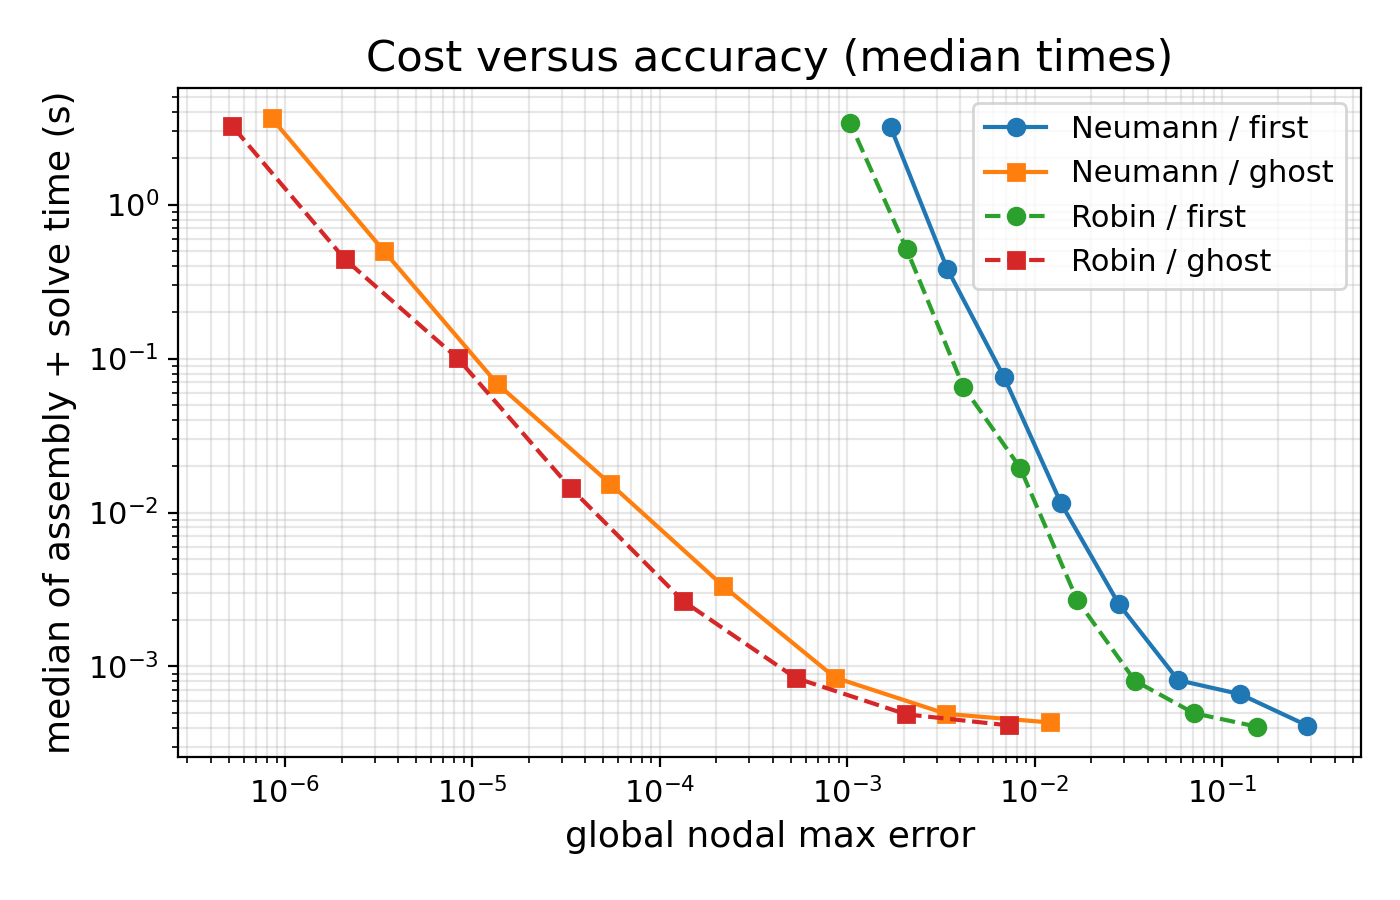 Cost versus accuracy (median times)
median of assembly + solve time (s)
10⁰
10⁻¹
10⁻²
10⁻³
Neumann / first
Neumann / ghost
Robin / first
Robin / ghost
10⁻⁶ 10⁻⁵ 10⁻⁴ 10⁻³ 10⁻² 10⁻¹
global nodal max error